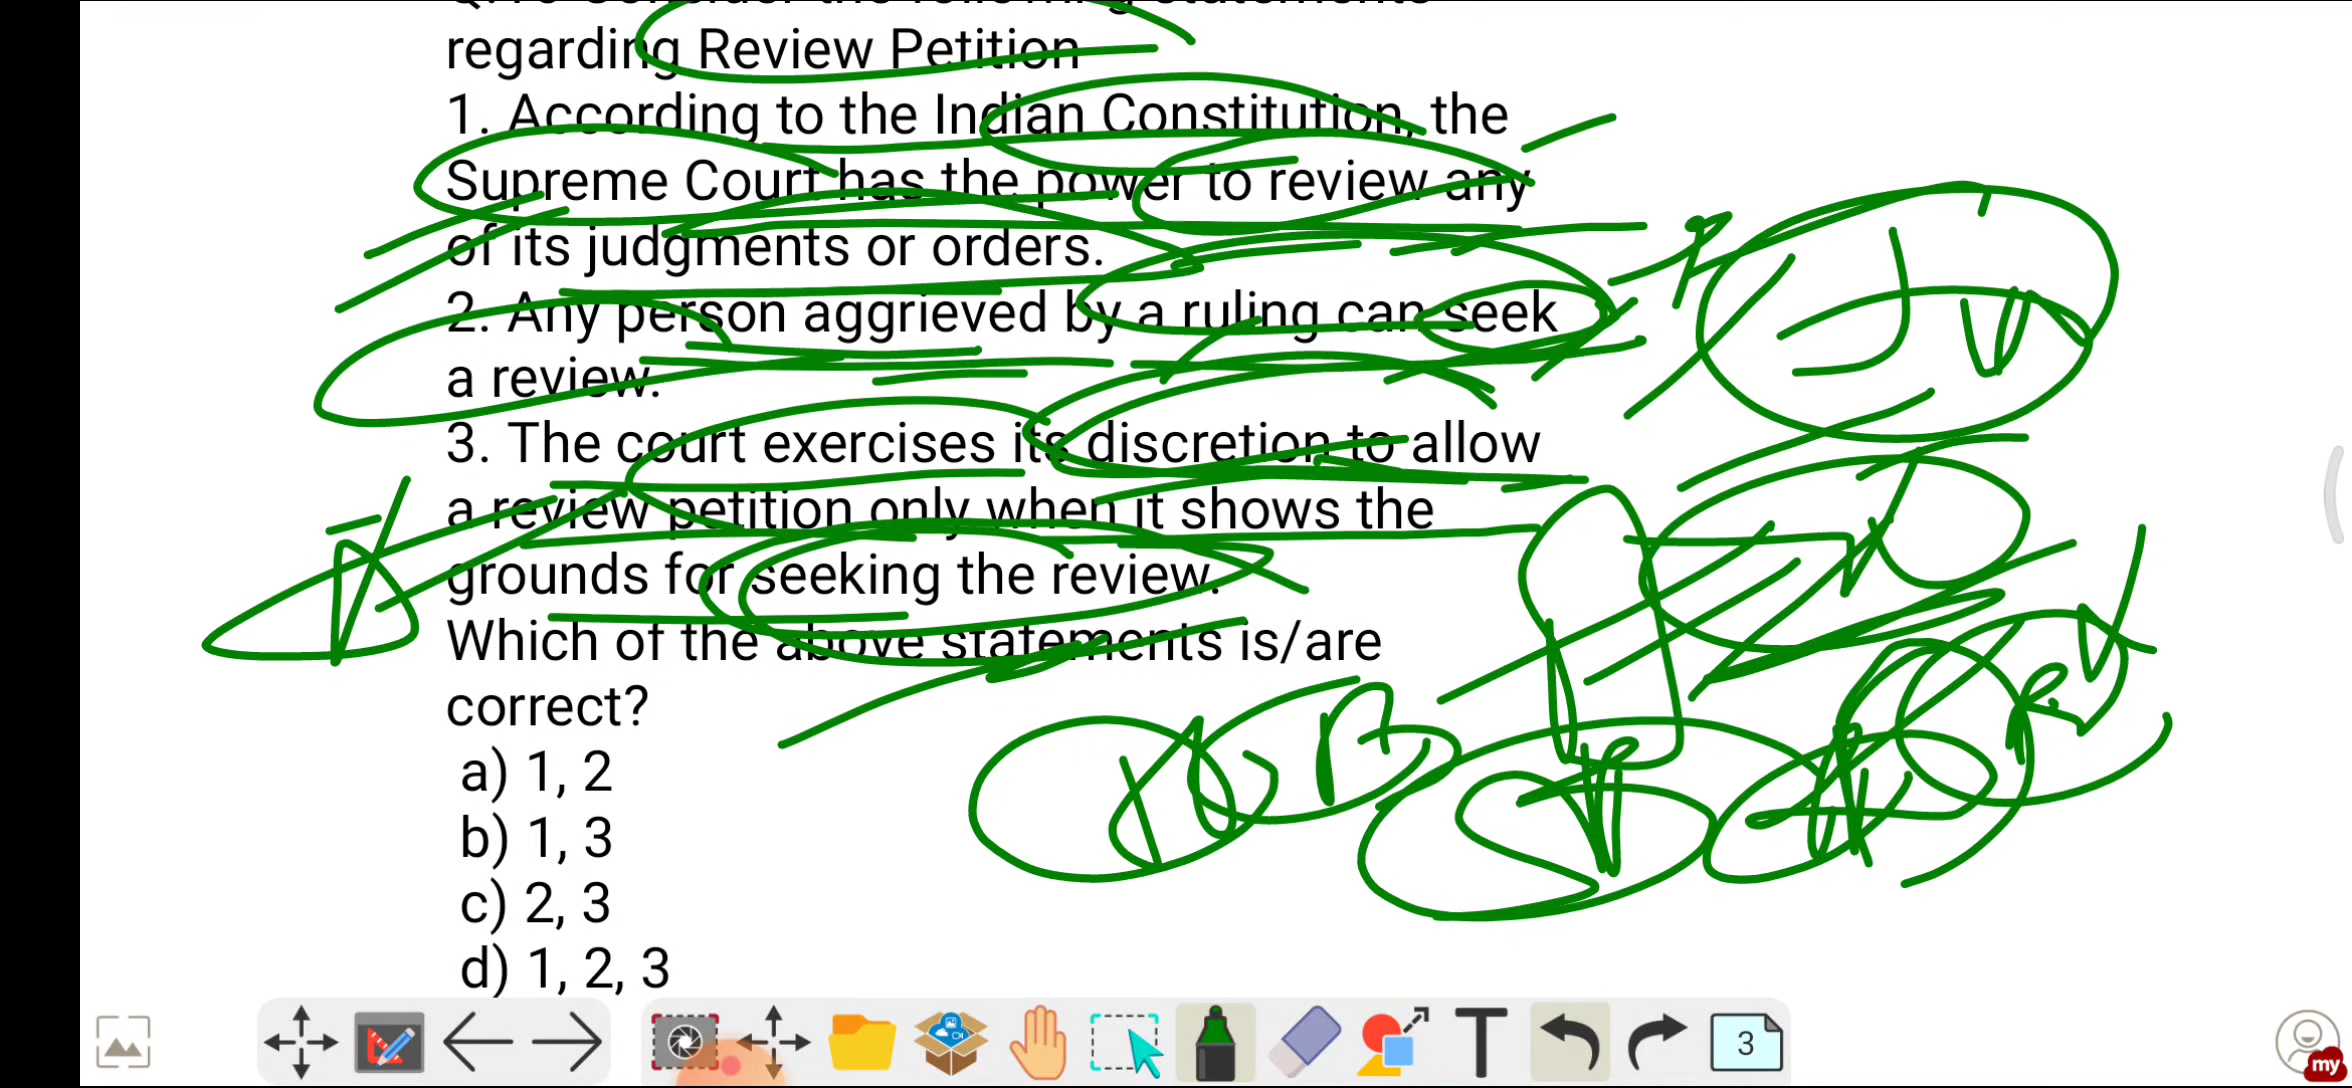 regarding Review Petition
1. According to the Indian Constitution, the
Supreme Court has the power to review any
of its judgments or orders.
2. Any person aggrieved by a ruling can seek
a review.
3. The court exercises its discretion to allow
a review petition only when it shows the
grounds for seeking the review.
Which of the above statements is/are
correct?
a) 1, 2
b) 1, 3
c) 2, 3
d) 1, 2, 3
T
3
my